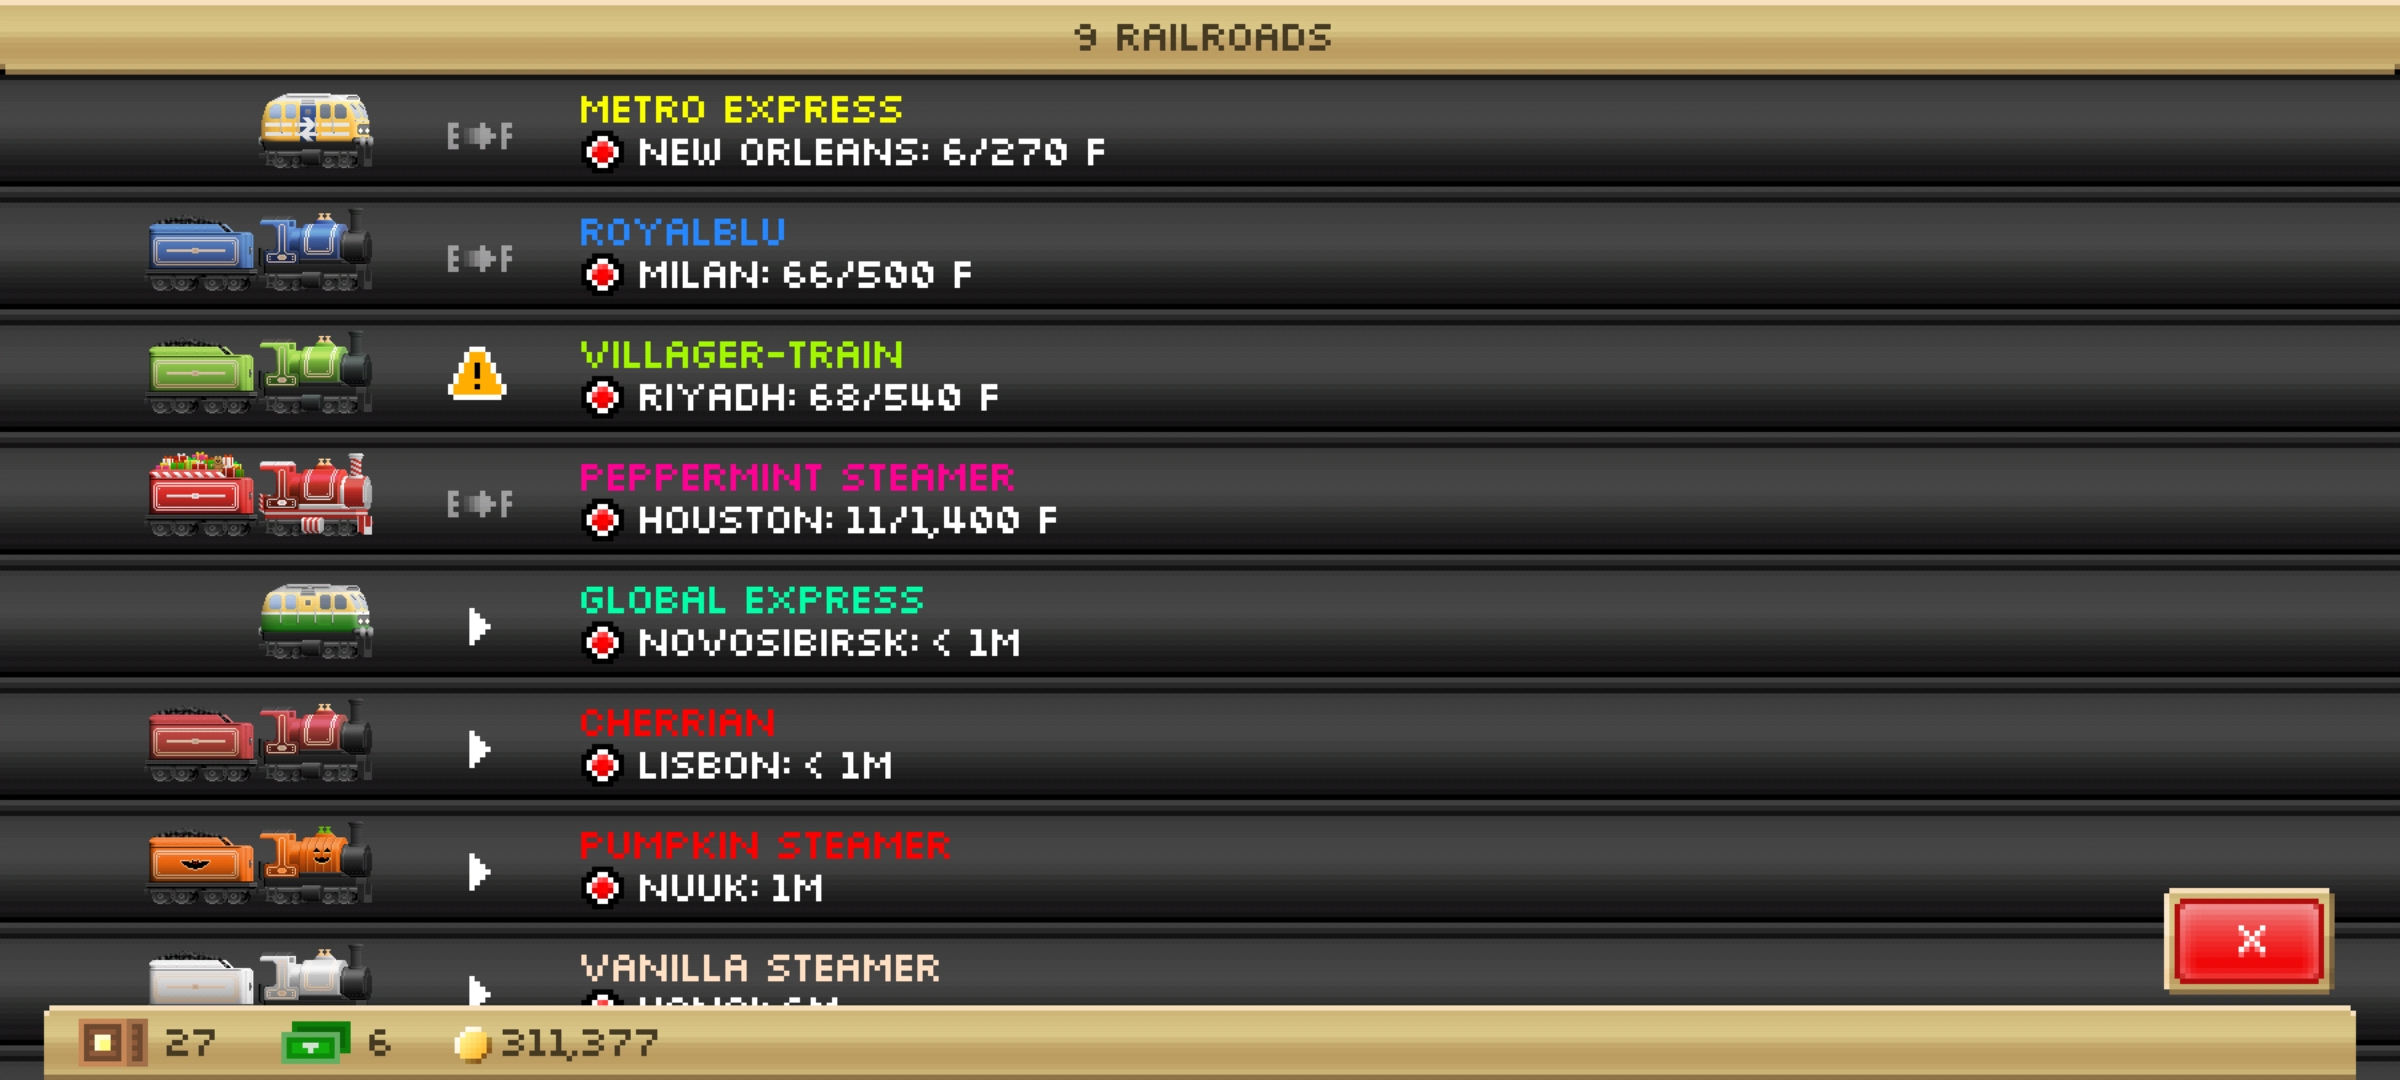 9 RAILROADS
METRO EXPRESS
E F NEW ORLEANS: 6/270 F
ROYALBLU
E F MILAN: 66/500 F
VILLAGER-TRAIN
! RIYADH: 68/540 F
PEPPERMINT STEAMER
E F HOUSTON: 11/1,400 F
GLOBAL EXPRESS
NOVOSIBIRSK: < 1M
CHERRIAN
LISBON: < 1M
PUMPKIN STEAMER
NUUK: 1M
X
VANILLA STEAMER
27 6 311,377